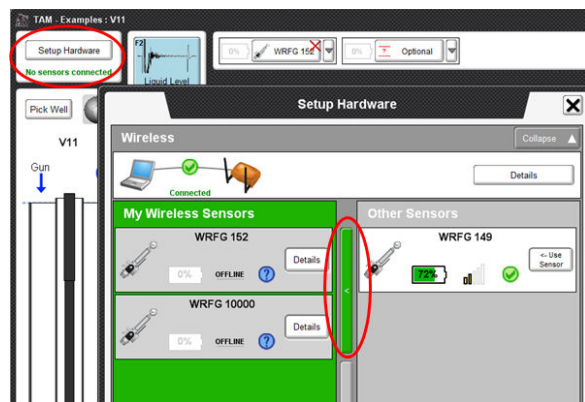 TAM - Examples : V11
Setup Hardware
No sensors connected
F2
Liquid Level
0%
WRFG 152
0%
Optional
Pick Well
V11
Gun
Setup Hardware
Wireless
Collapse
Connected
Details
My Wireless Sensors
WRFG 152
0%
OFFLINE
?
Details
WRFG 10000
0%
OFFLINE
?
Details
<
Other Sensors
WRFG 149
72%
<- Use
Sensor